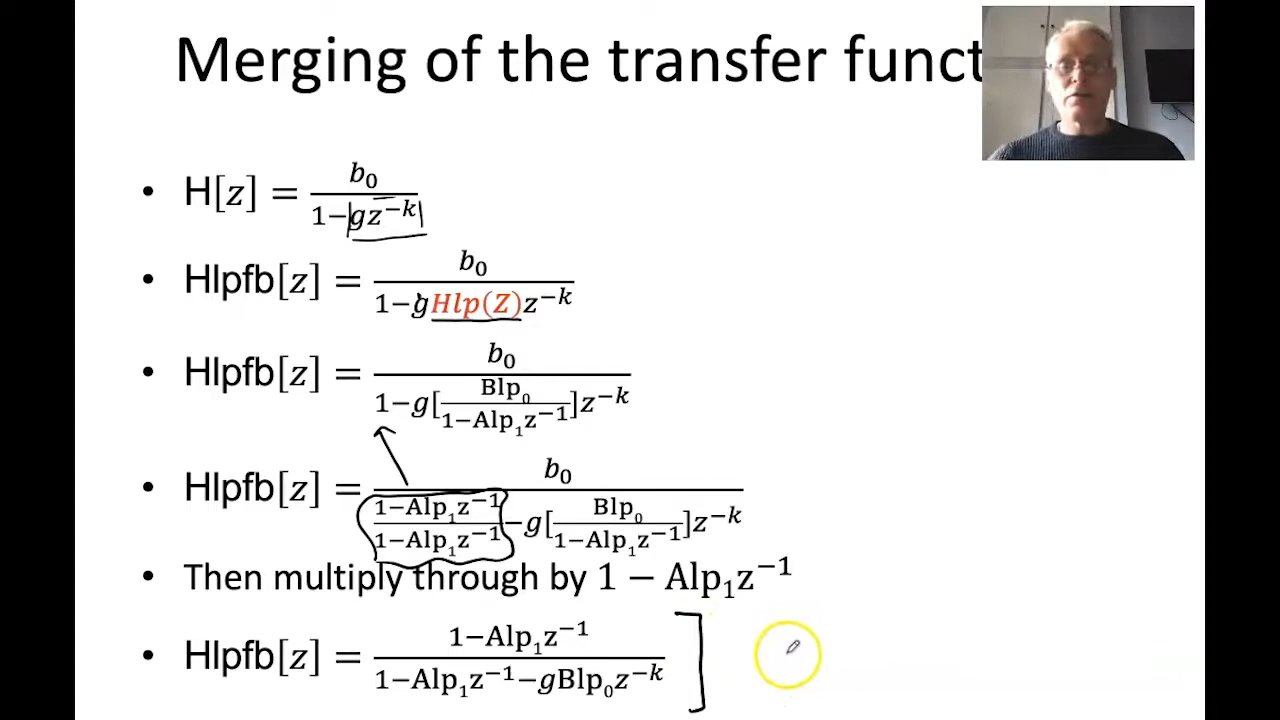 Merging of the transfer funct
• H[z] = b₀ / 1−gz⁻ᵏ
• Hlpfb[z] = b₀ / 1−gHlp(Z)z⁻ᵏ
• Hlpfb[z] = b₀ / 1−g[Blp₀ / 1−Alp₁z⁻¹]z⁻ᵏ
• Hlpfb[z] = b₀ / 1−Alp₁z⁻¹ / 1−Alp₁z⁻¹ −g[Blp₀ / 1−Alp₁z⁻¹]z⁻ᵏ
• Then multiply through by 1 − Alp₁z⁻¹
• Hlpfb[z] = 1−Alp₁z⁻¹ / 1−Alp₁z⁻¹−gBlp₀z⁻ᵏ